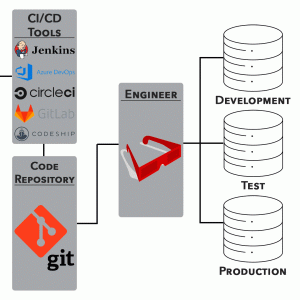 CI/CD
TOOLS
Jenkins
Azure DevOps
circleci
GitLab
CODESHIP
CODE
REPOSITORY
git
ENGINEER
DEVELOPMENT
TEST
PRODUCTION